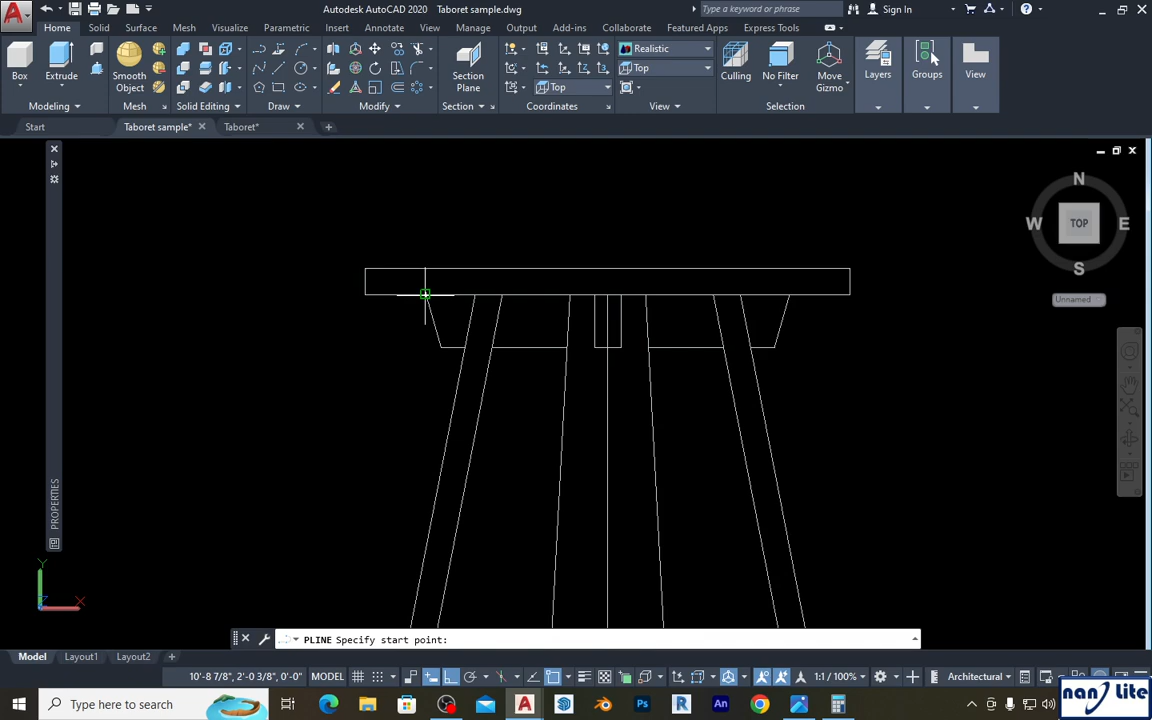 Autodesk AutoCAD 2020 Taboret sample.dwg
Type a keyword or phrase
Sign In
Home Solid Surface Mesh Visualize Parametric Insert Annotate View Manage Output Add-ins Collaborate Featured Apps Express Tools
Box Extrude Smooth Object Section Plane Realistic Top Top Culling No Filter Move Gizmo Layers Groups View
Modeling Mesh Solid Editing Draw Modify Section Coordinates View Selection
Start Taboret sample* Taboret*
N
W TOP E
S
Unnamed
PROPERTIES
Y
X
PLINE Specify start point:
Model Layout1 Layout2
10'-8 7/8", 2'-0 3/8", 0'-0" MODEL 1:1 / 100% Architectural
Type here to search
nan7lite